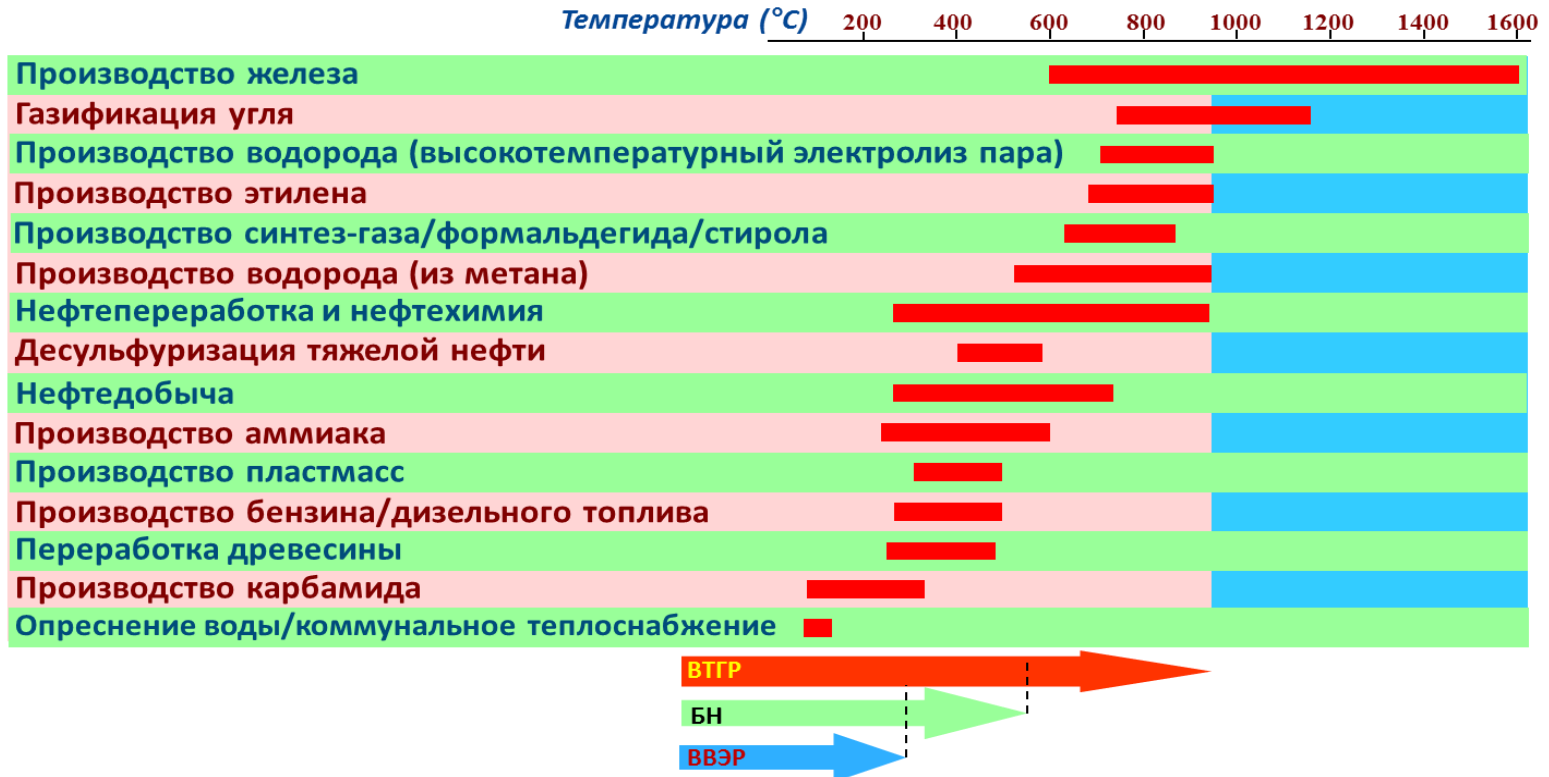 Температура (°C) 200 400 600 800 1000 1200 1400 1600
Производство железа
Газификация угля
Производство водорода (высокотемпературный электролиз пара)
Производство этилена
Производство синтез-газа/формальдегида/стирола
Производство водорода (из метана)
Нефтепереработка и нефтехимия
Десульфуризация тяжелой нефти
Нефтедобыча
Производство аммиака
Производство пластмасс
Производство бензина/дизельного топлива
Переработка древесины
Производство карбамида
Опреснение воды/коммунальное теплоснабжение
ВТГР
БН
ВВЭР